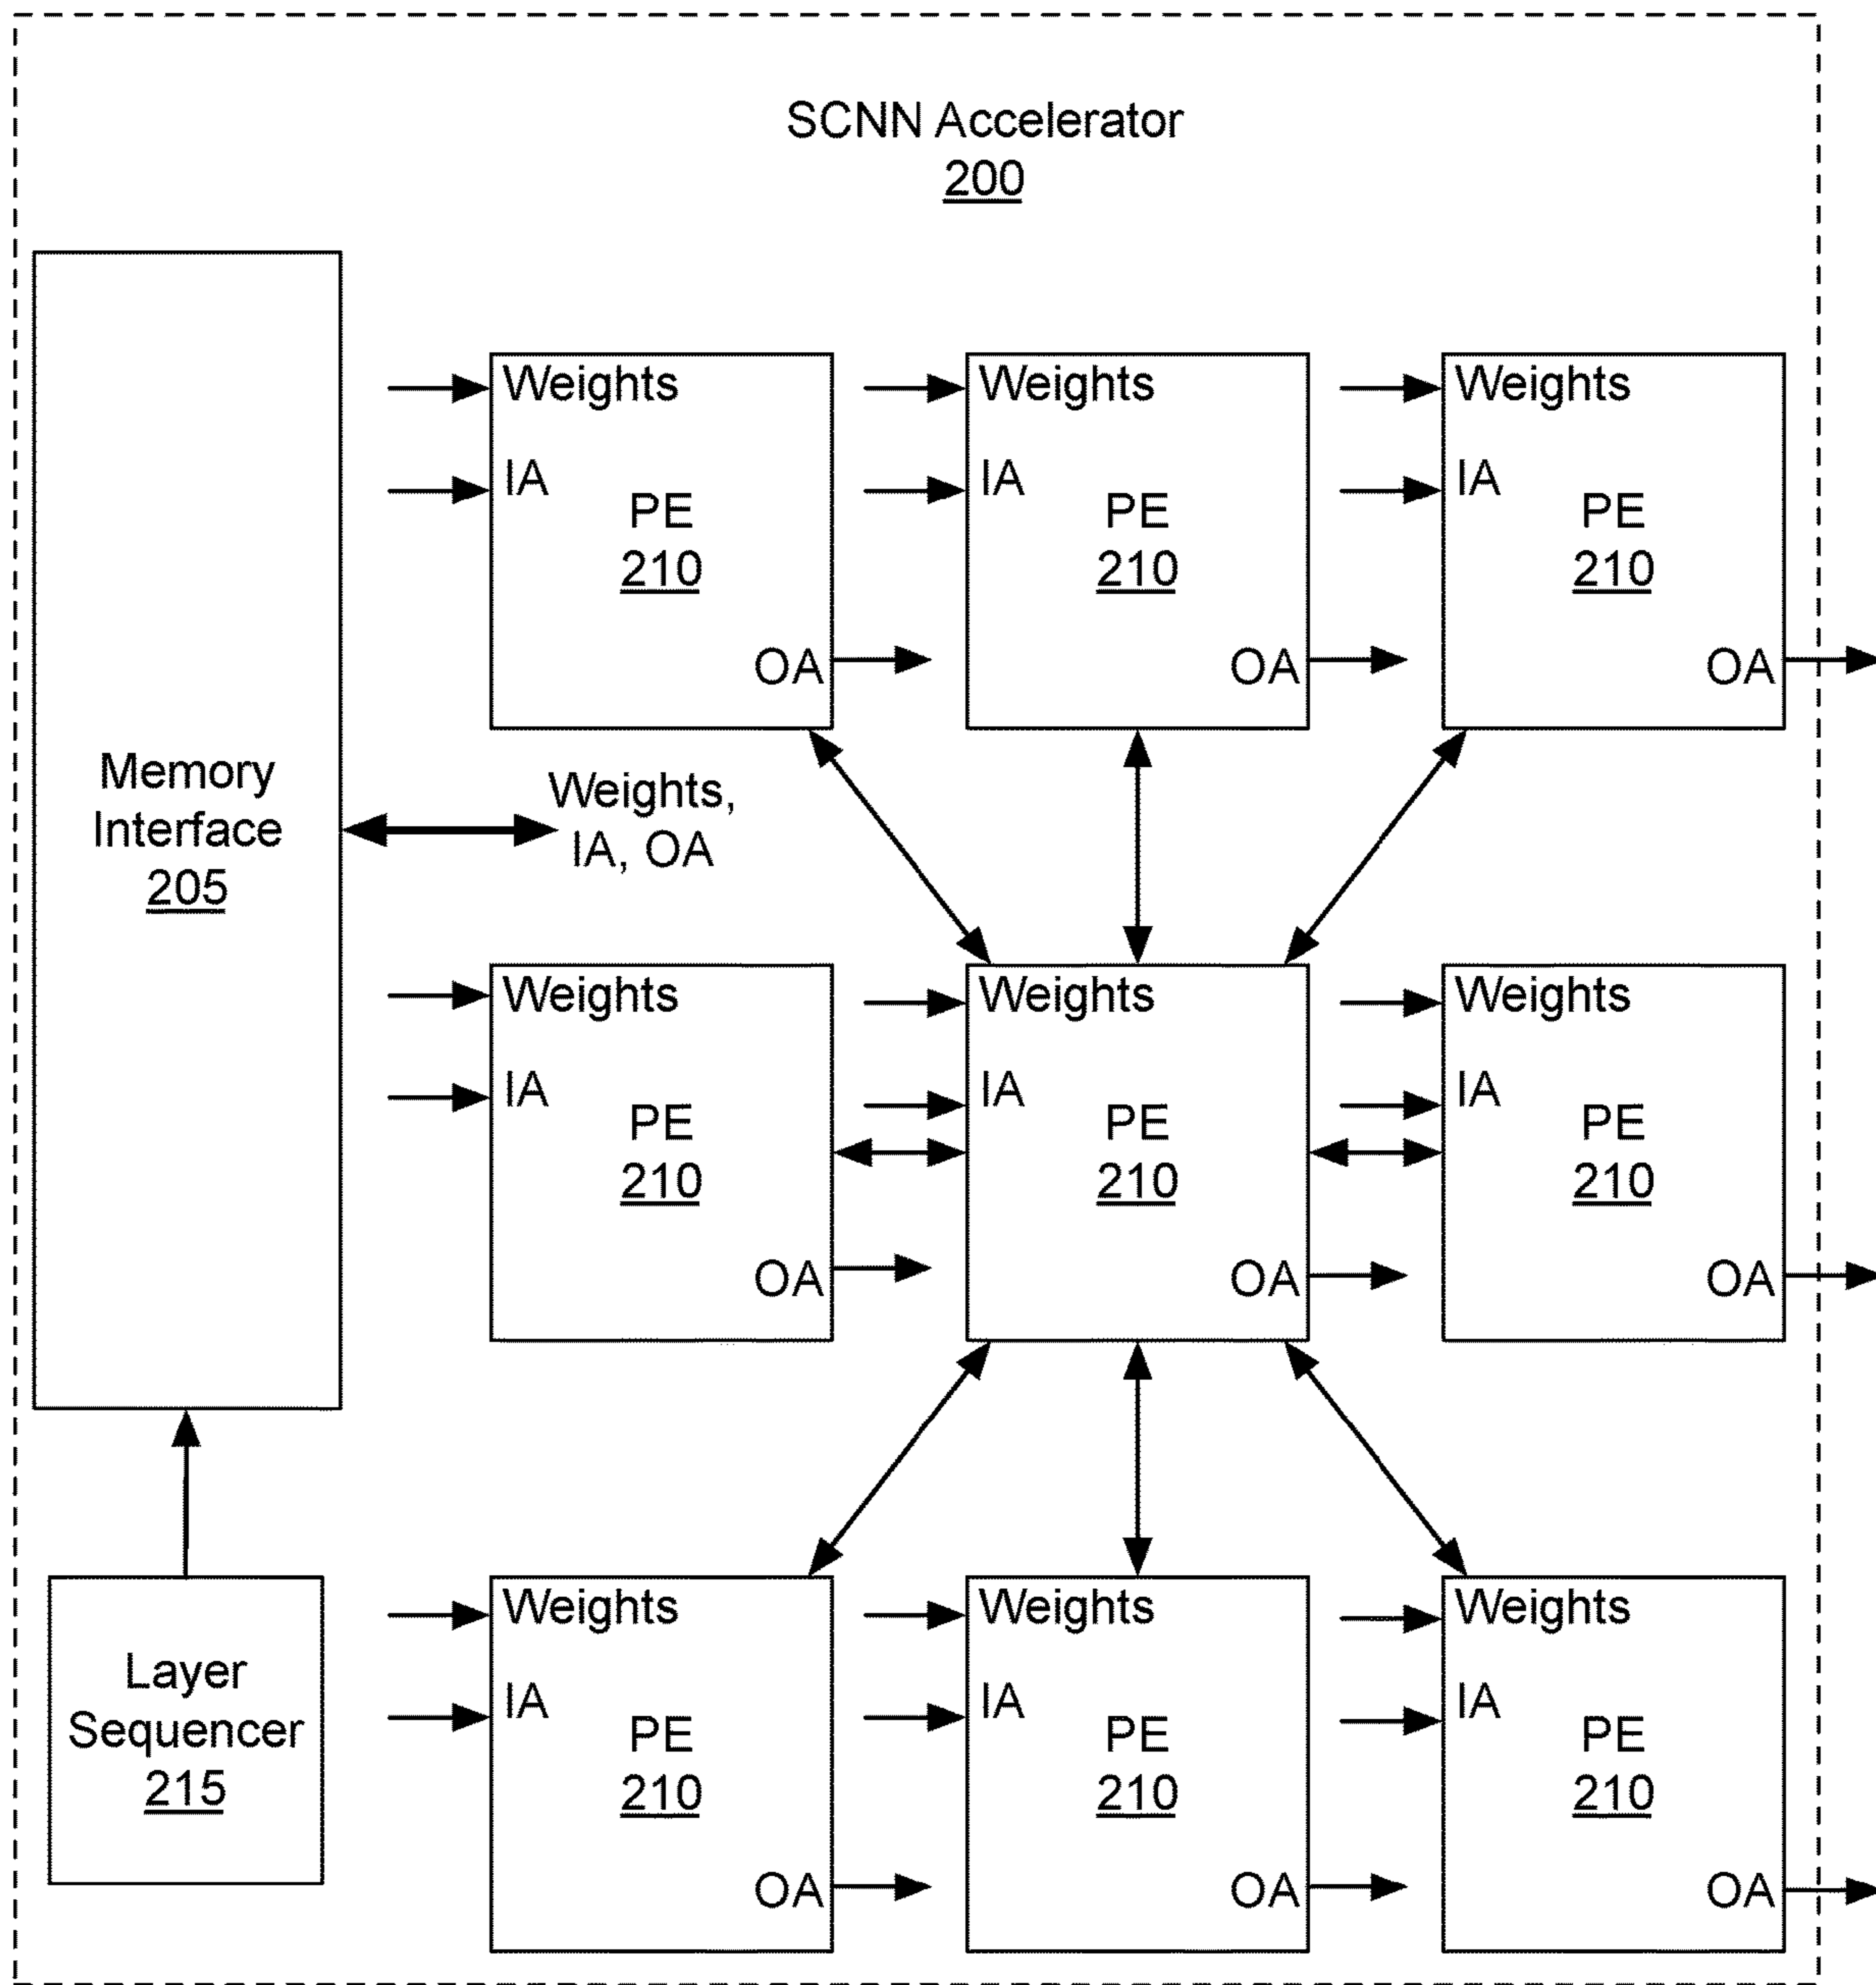 SCNN Accelerator
200
Weights
Weights
Weights
IA
IA
IA
PE
PE
PE
210
210
210
OA
OA
OA
Memory
Interface
205
Weights,
IA, OA
Weights
Weights
Weights
IA
IA
IA
PE
PE
PE
210
210
210
OA
OA
OA
Layer
Sequencer
215
Weights
Weights
Weights
IA
IA
IA
PE
PE
PE
210
210
210
OA
OA
OA